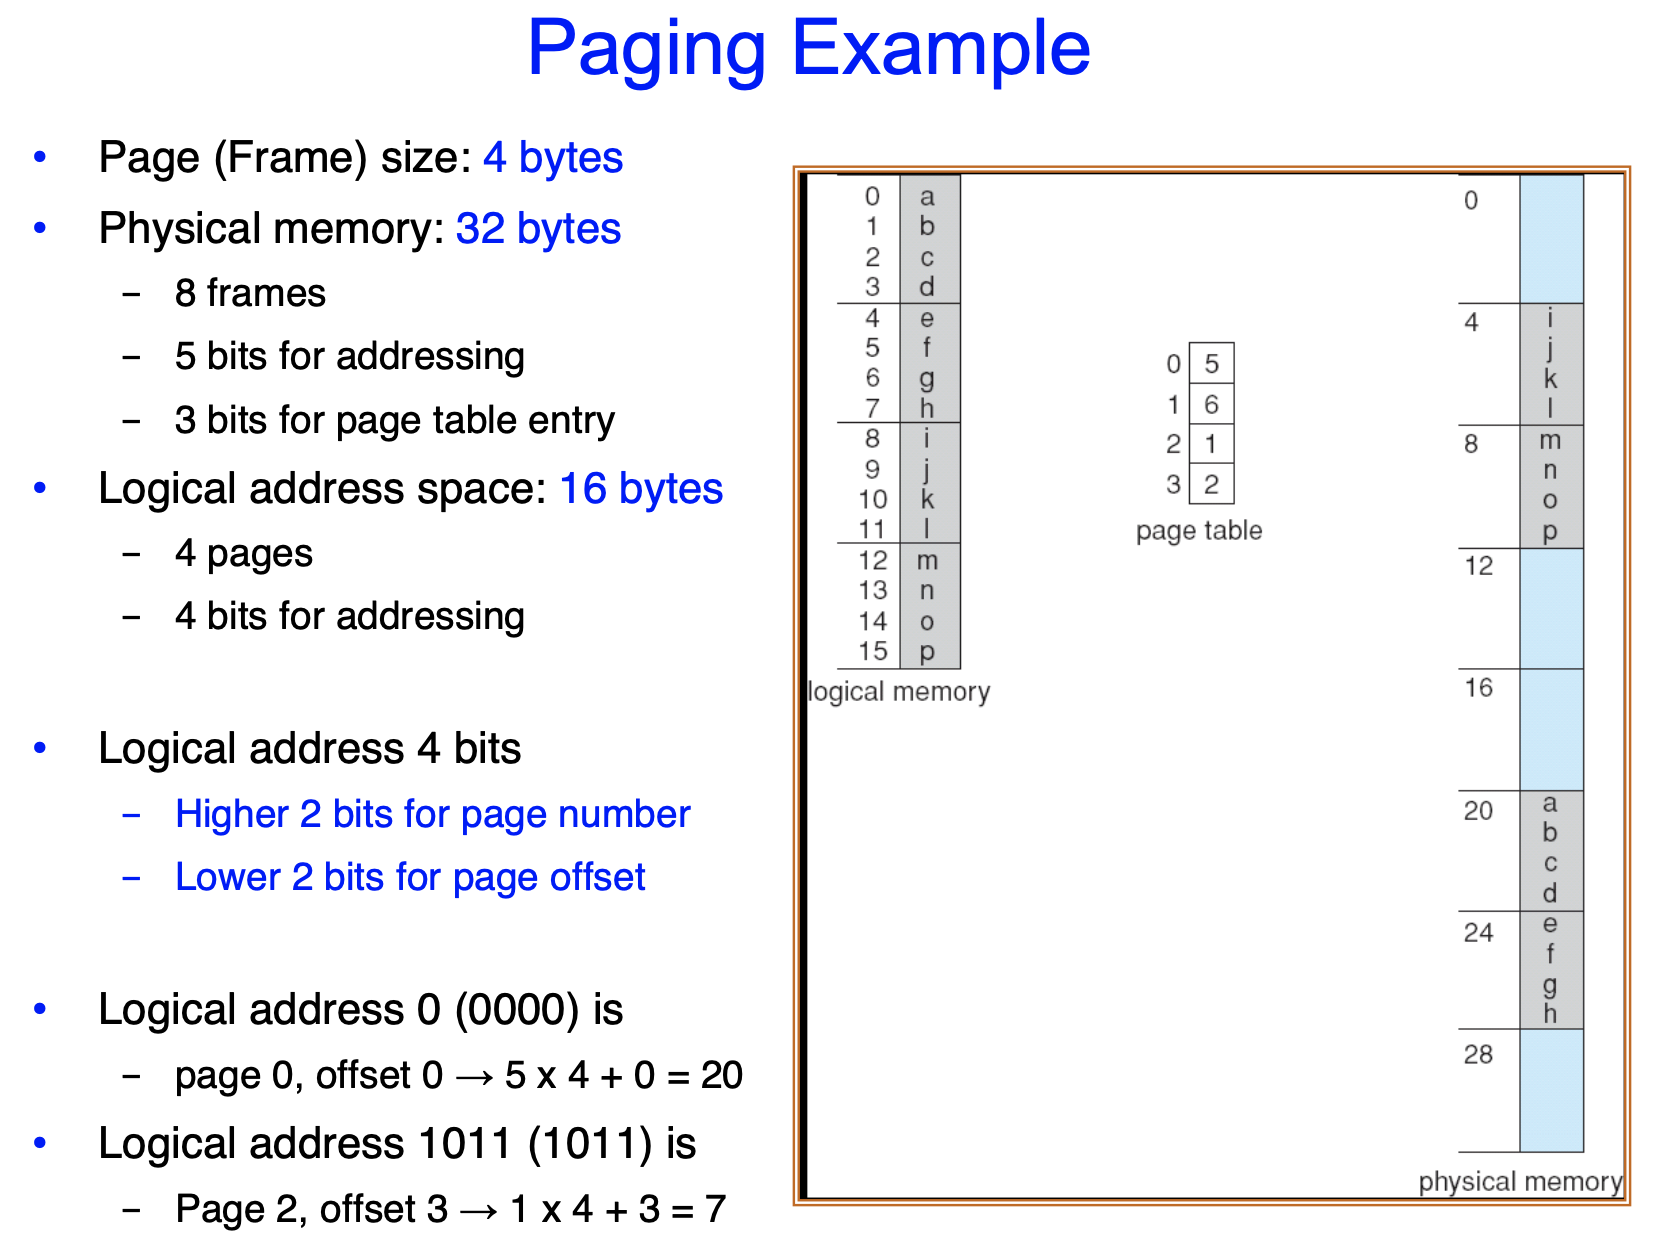 Paging Example
• Page (Frame) size: 4 bytes
• Physical memory: 32 bytes
– 8 frames
– 5 bits for addressing
– 3 bits for page table entry
• Logical address space: 16 bytes
– 4 pages
– 4 bits for addressing
• Logical address 4 bits
– Higher 2 bits for page number
– Lower 2 bits for page offset
• Logical address 0 (0000) is
– page 0, offset 0 → 5 x 4 + 0 = 20
• Logical address 1011 (1011) is
– Page 2, offset 3 → 1 x 4 + 3 = 7
0 a
1 b
2 c
3 d
4 e
5 f
6 g
7 h
8 i
9 j
10 k
11 l
12 m
13 n
14 o
15 p
logical memory
0 5
1 6
2 1
3 2
page table
0
4 i
j
k
l
8 m
n
o
p
12
16
20 a
b
c
d
24 e
f
g
h
28
physical memory